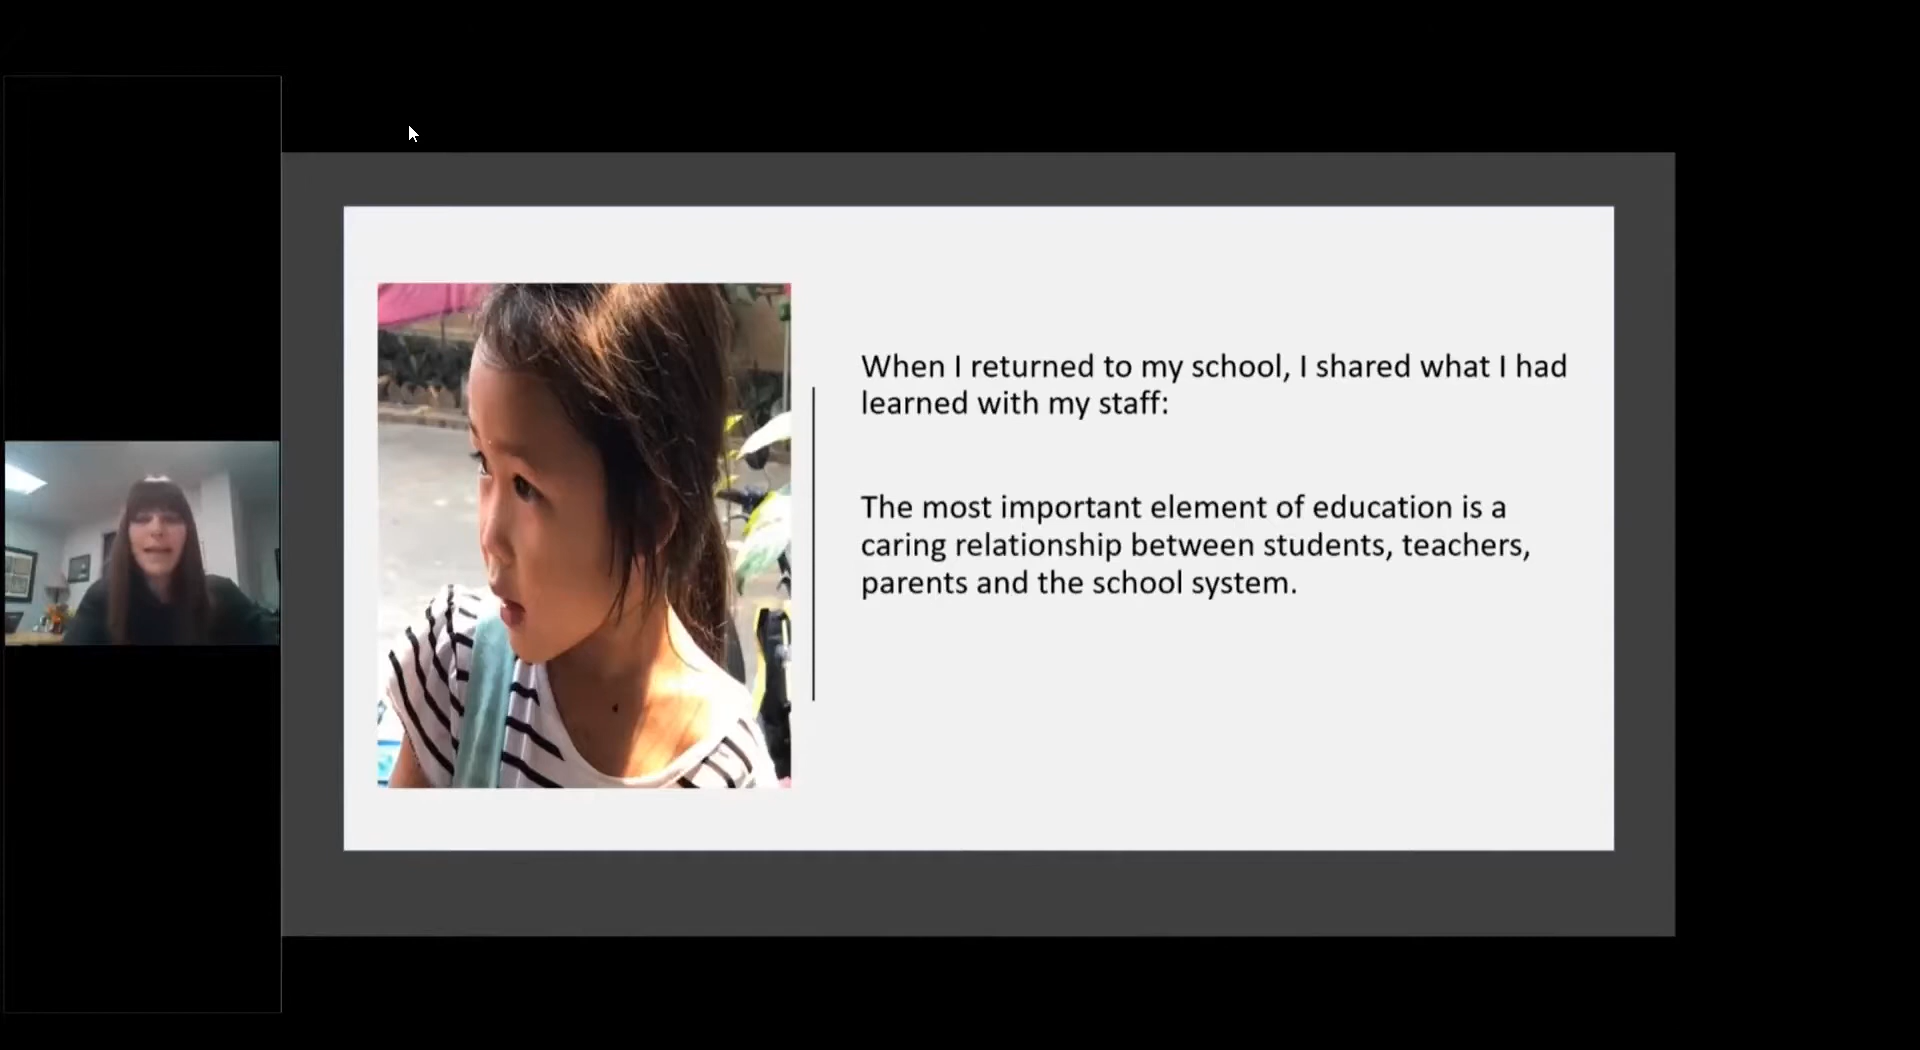 When I returned to my school, I shared what I had
learned with my staff:
The most important element of education is a
caring relationship between students, teachers,
parents and the school system.